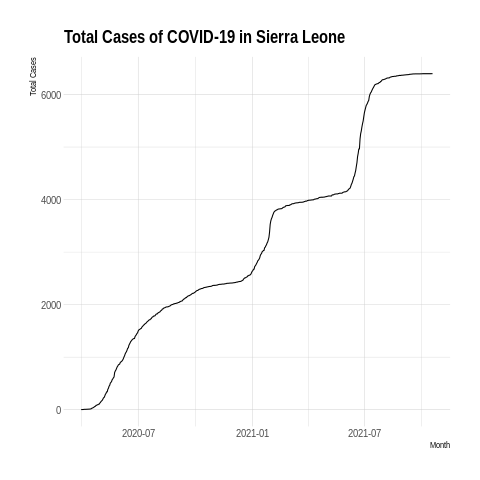 Total Cases of COVID-19 in Sierra Leone
Total Cases
6000
4000
2000
0
2020-07 2021-01 2021-07
Month